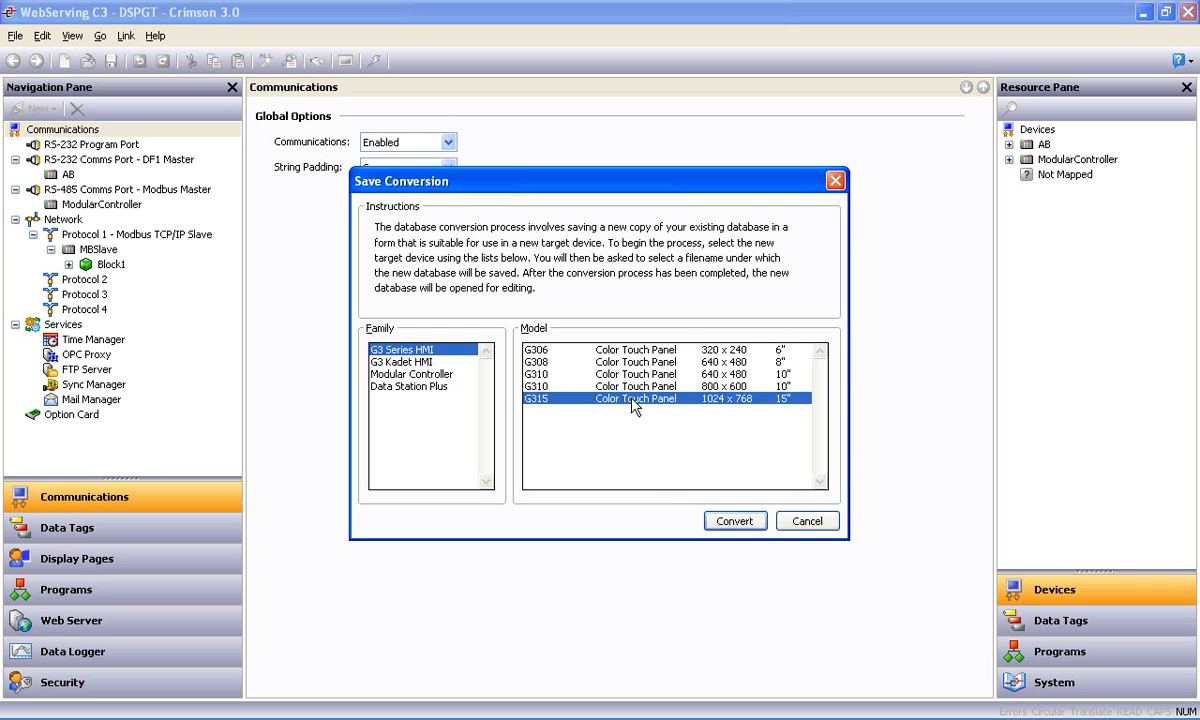 WebServing C3 - DSPGT - Crimson 3.0
File Edit View Go Link Help
Navigation Pane
New
Communications
RS-232 Program Port
RS-232 Comms Port - DF1 Master
AB
RS-485 Comms Port - Modbus Master
ModularController
Network
Protocol 1 - Modbus TCP/IP Slave
MBSlave
Block1
Protocol 2
Protocol 3
Protocol 4
Services
Time Manager
OPC Proxy
FTP Server
Sync Manager
Mail Manager
Option Card
Communications
Data Tags
Display Pages
Programs
Web Server
Data Logger
Security
Communications
Global Options
Communications: Enabled
String Padding:
Save Conversion
Instructions
The database conversion process involves saving a new copy of your existing database in a
form that is suitable for use in a new target device. To begin the process, select the new
target device using the lists below. You will then be asked to select a filename under which
the new database will be saved. After the conversion process has been completed, the new
database will be opened for editing.
Family
G3 Series HMI
G3 Kadet HMI
Modular Controller
Data Station Plus
Model
G306 Color Touch Panel 320 x 240 6"
G308 Color Touch Panel 640 x 480 8"
G310 Color Touch Panel 640 x 480 10"
G310 Color Touch Panel 800 x 600 10"
G315 Color Touch Panel 1024 x 768 15"
Convert Cancel
Resource Pane
Devices
AB
ModularController
Not Mapped
Devices
Data Tags
Programs
System
Errors Circular Translate READ CAPS NUM